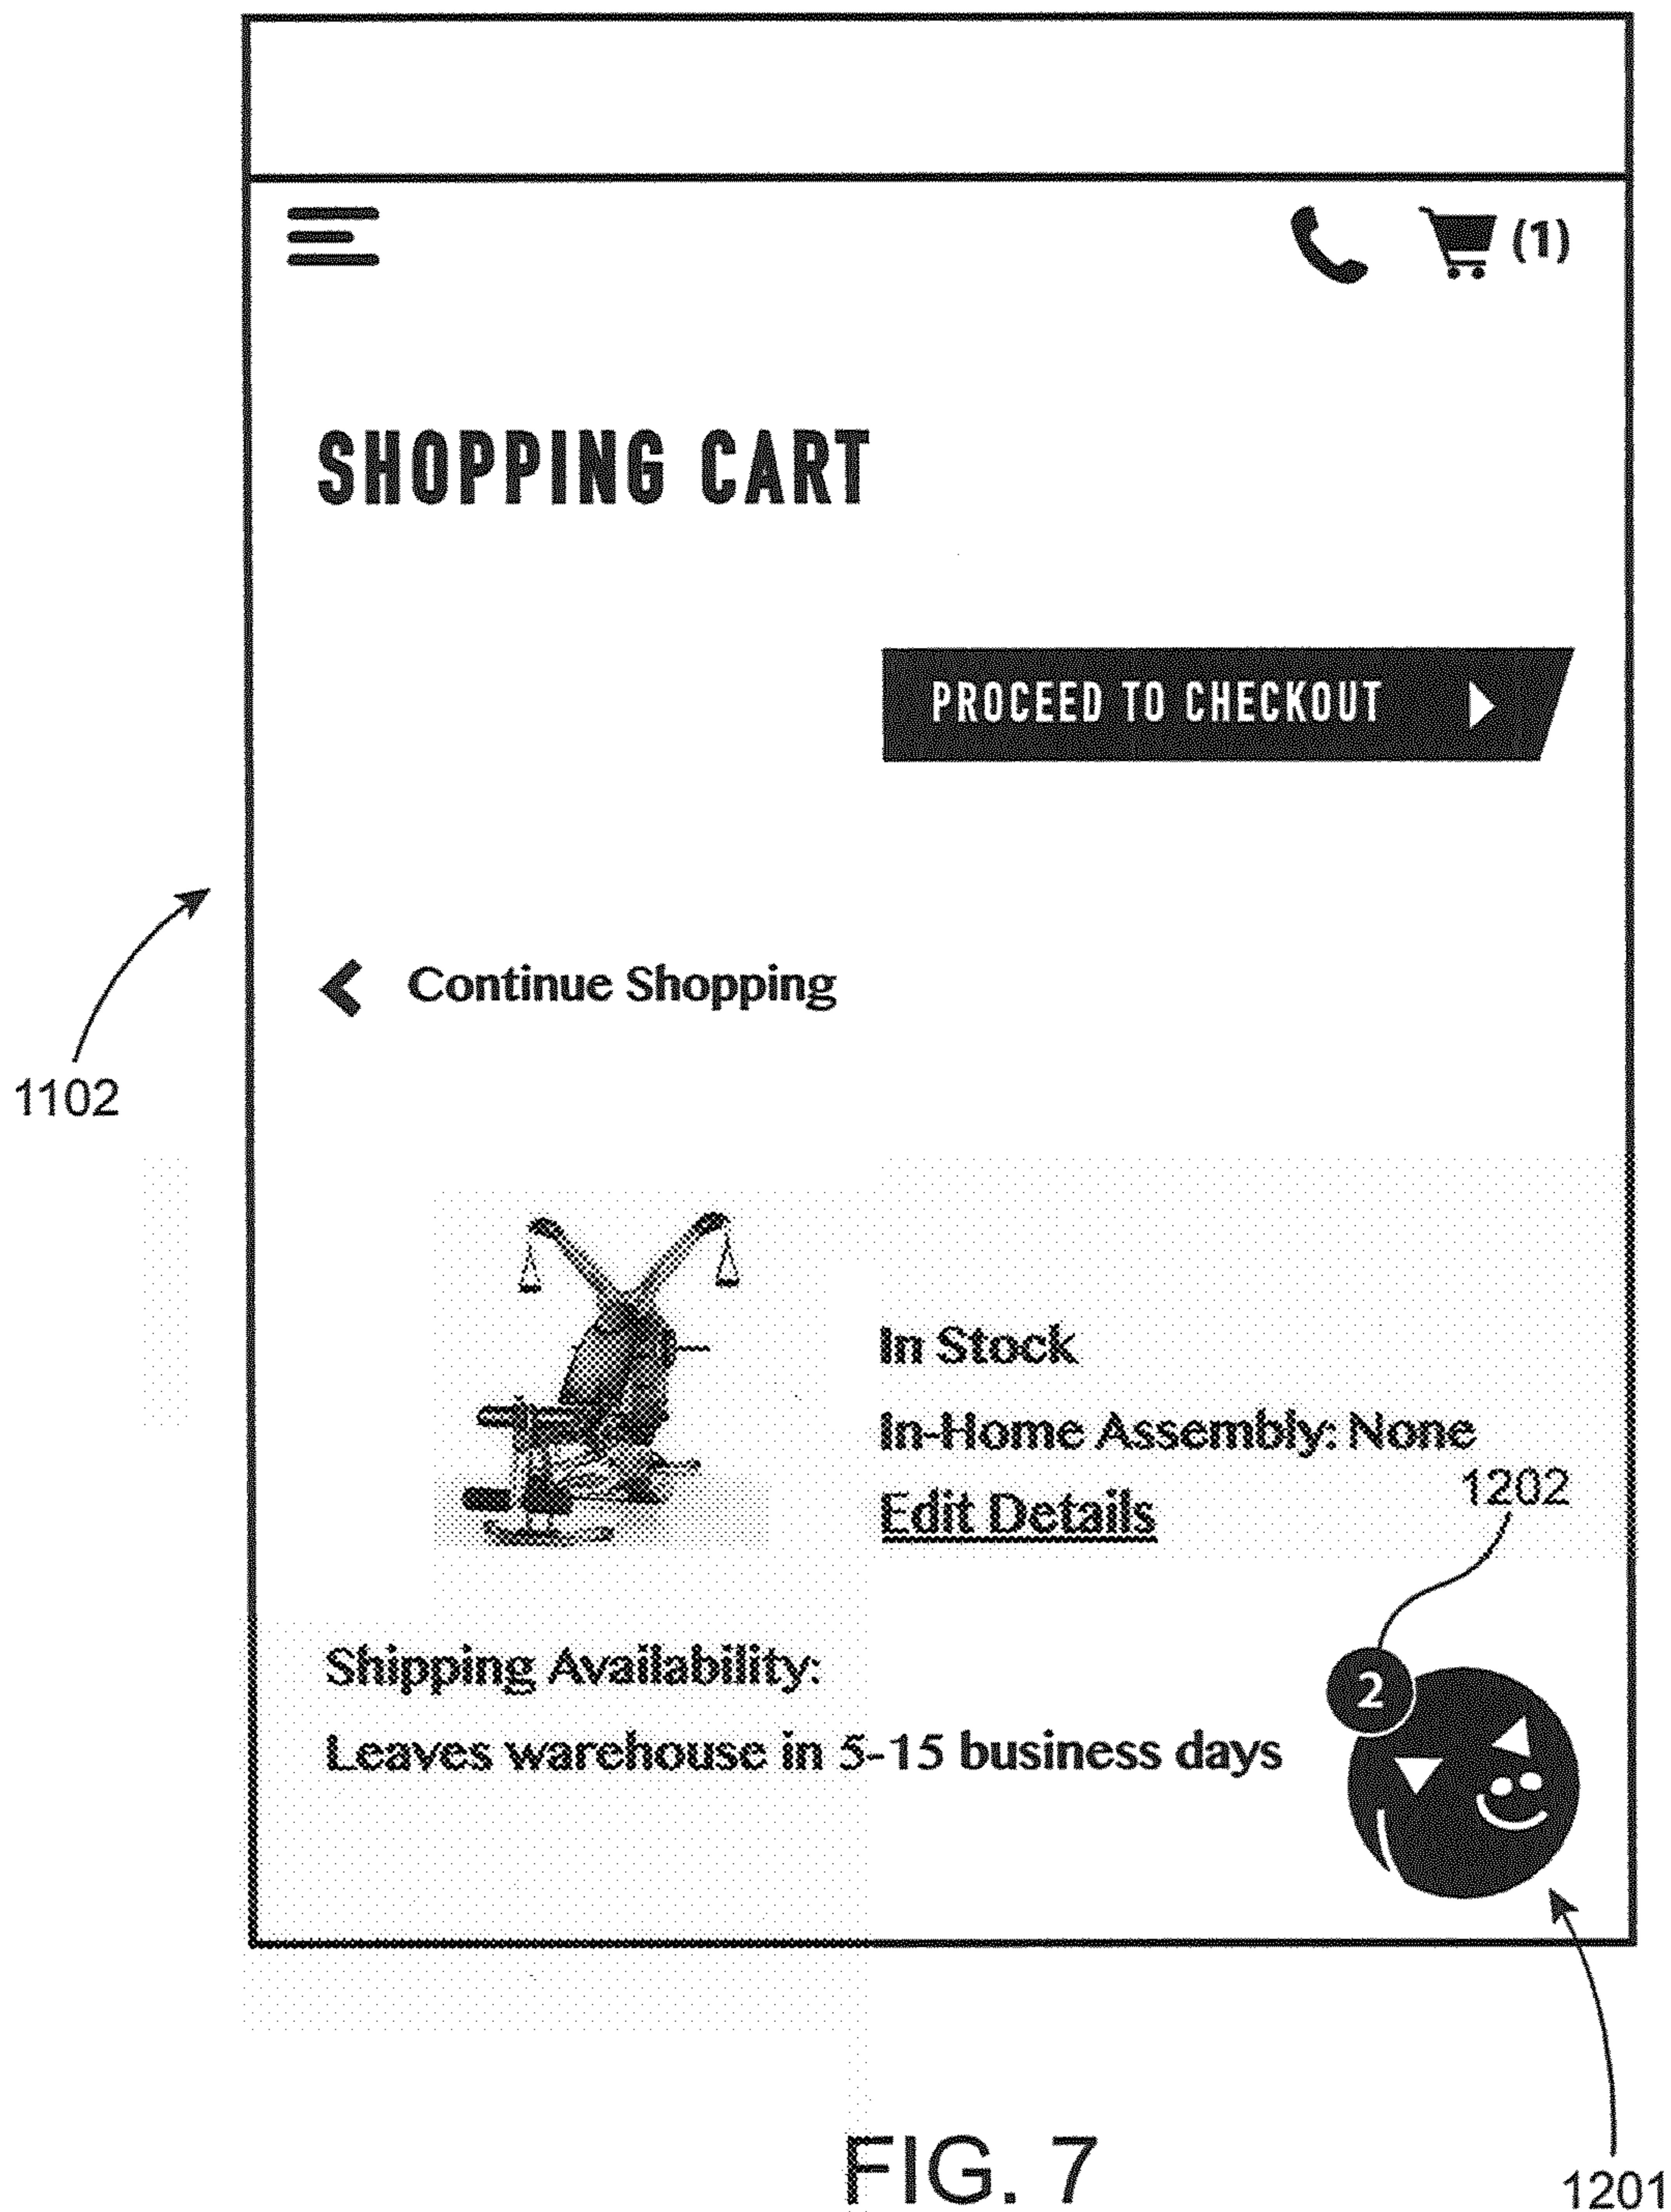 (1)
SHOPPING CART
PROCEED TO CHECKOUT
Continue Shopping
1102
In Stock
In-Home Assembly: None
1202
Edit Details
Shipping Availability:
2
Leaves warehouse in 5-15 business days
FIG. 7
1201